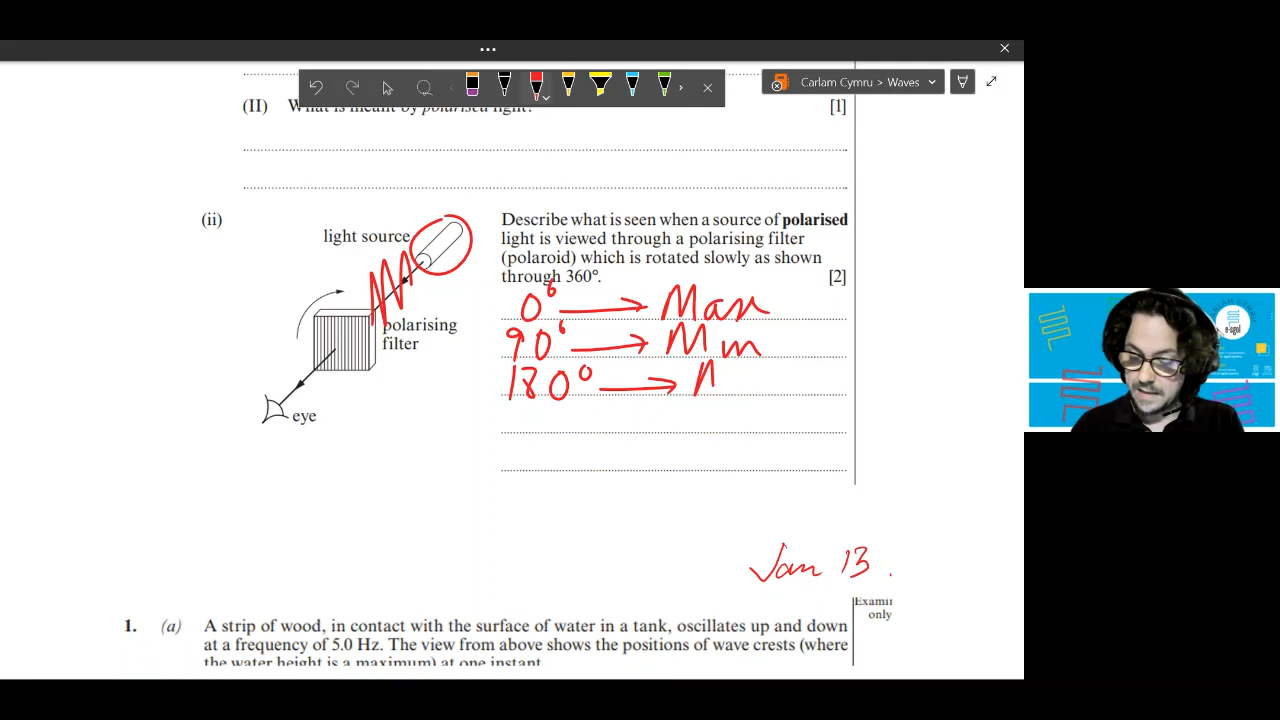 Carlam Cymru > Waves
(II) What is meant by polarised light? [1]
(ii)
light source
polarising
filter
eye
Describe what is seen when a source of polarised
light is viewed through a polarising filter
(polaroid) which is rotated slowly as shown
through 360°. [2]
0° → Max
90° → Min
180° →
Jan 13.
Examin
only
1. (a) A strip of wood, in contact with the surface of water in a tank, oscillates up and down
at a frequency of 5.0 Hz. The view from above shows the positions of wave crests (where
the water height is a maximum) at one instant.
e-sgol